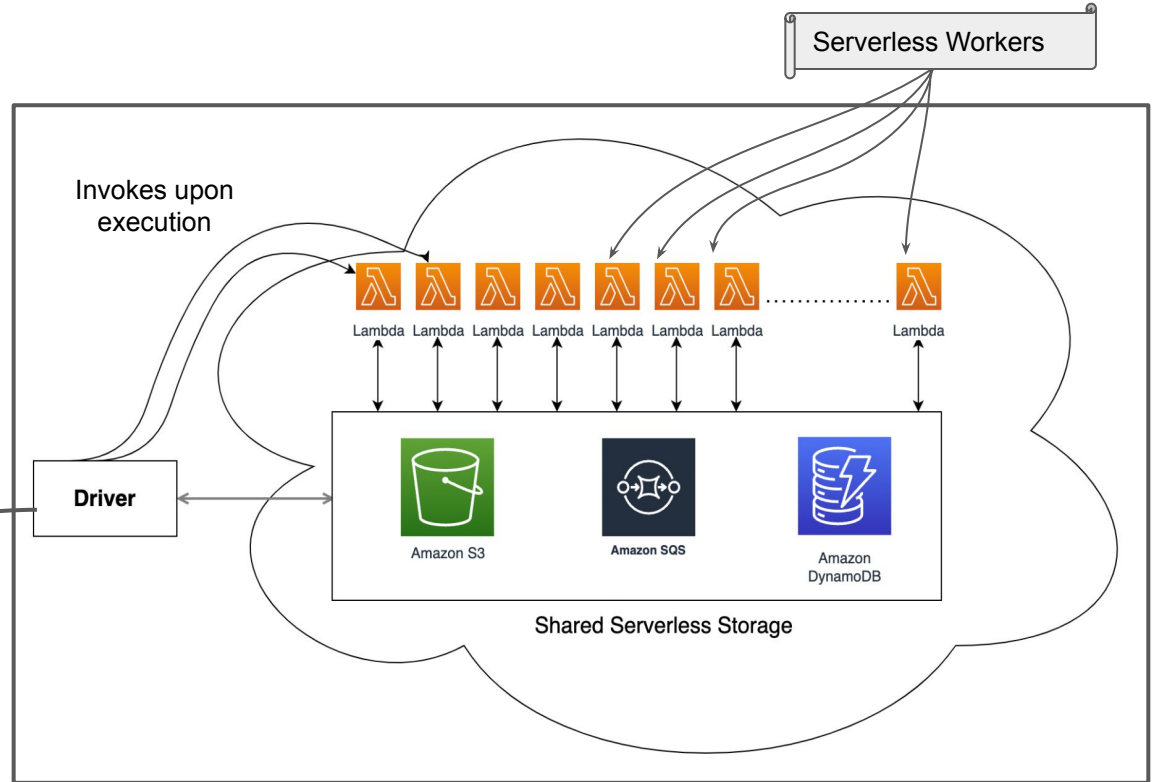 Serverless Workers
Invokes upon
execution
Lambda Lambda Lambda Lambda Lambda Lambda Lambda ..................... Lambda
Driver
Amazon S3
Amazon SQS
Amazon
DynamoDB
Shared Serverless Storage